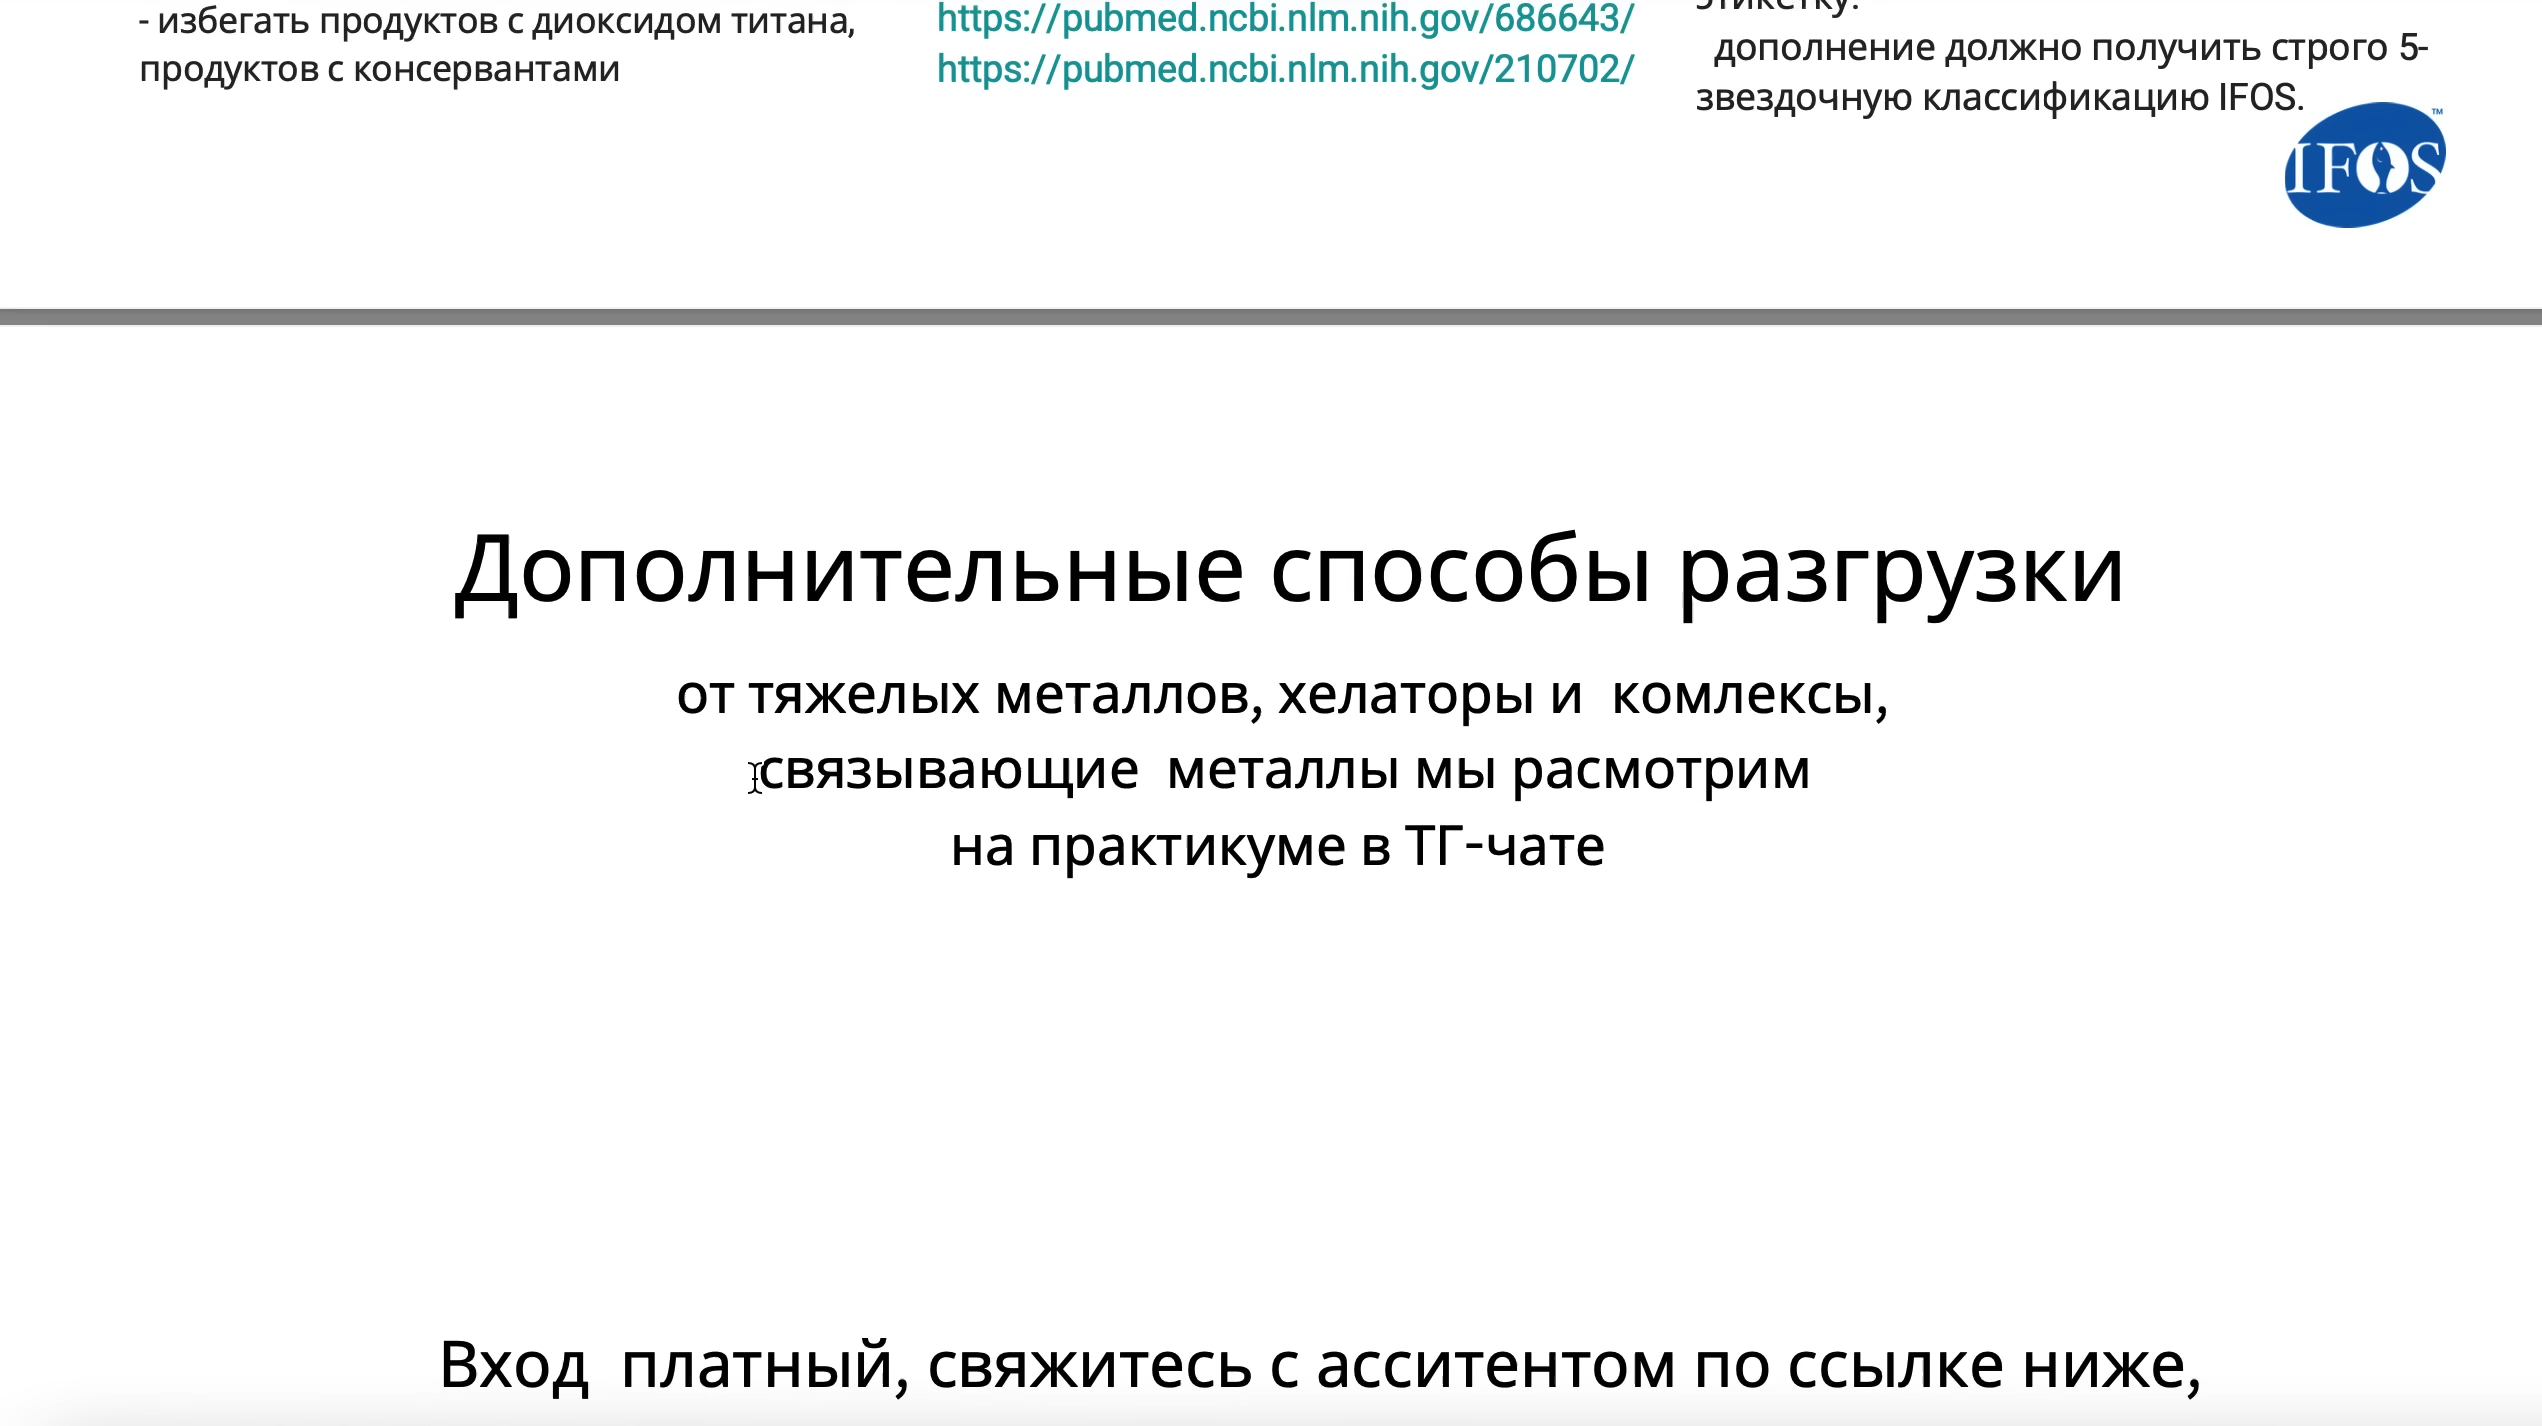 - избегать продуктов с диоксидом титана,
продуктов с консервантами
https://pubmed.ncbi.nlm.nih.gov/686643/
https://pubmed.ncbi.nlm.nih.gov/210702/
этикетку.
дополнение должно получить строго 5-
звездочную классификацию IFOS.
IFOS™
Дополнительные способы разгрузки
от тяжелых металлов, хелаторы и комлексы,
связывающие металлы мы расмотрим
на практикуме в ТГ-чате
Вход платный, свяжитесь с асситентом по ссылке ниже,